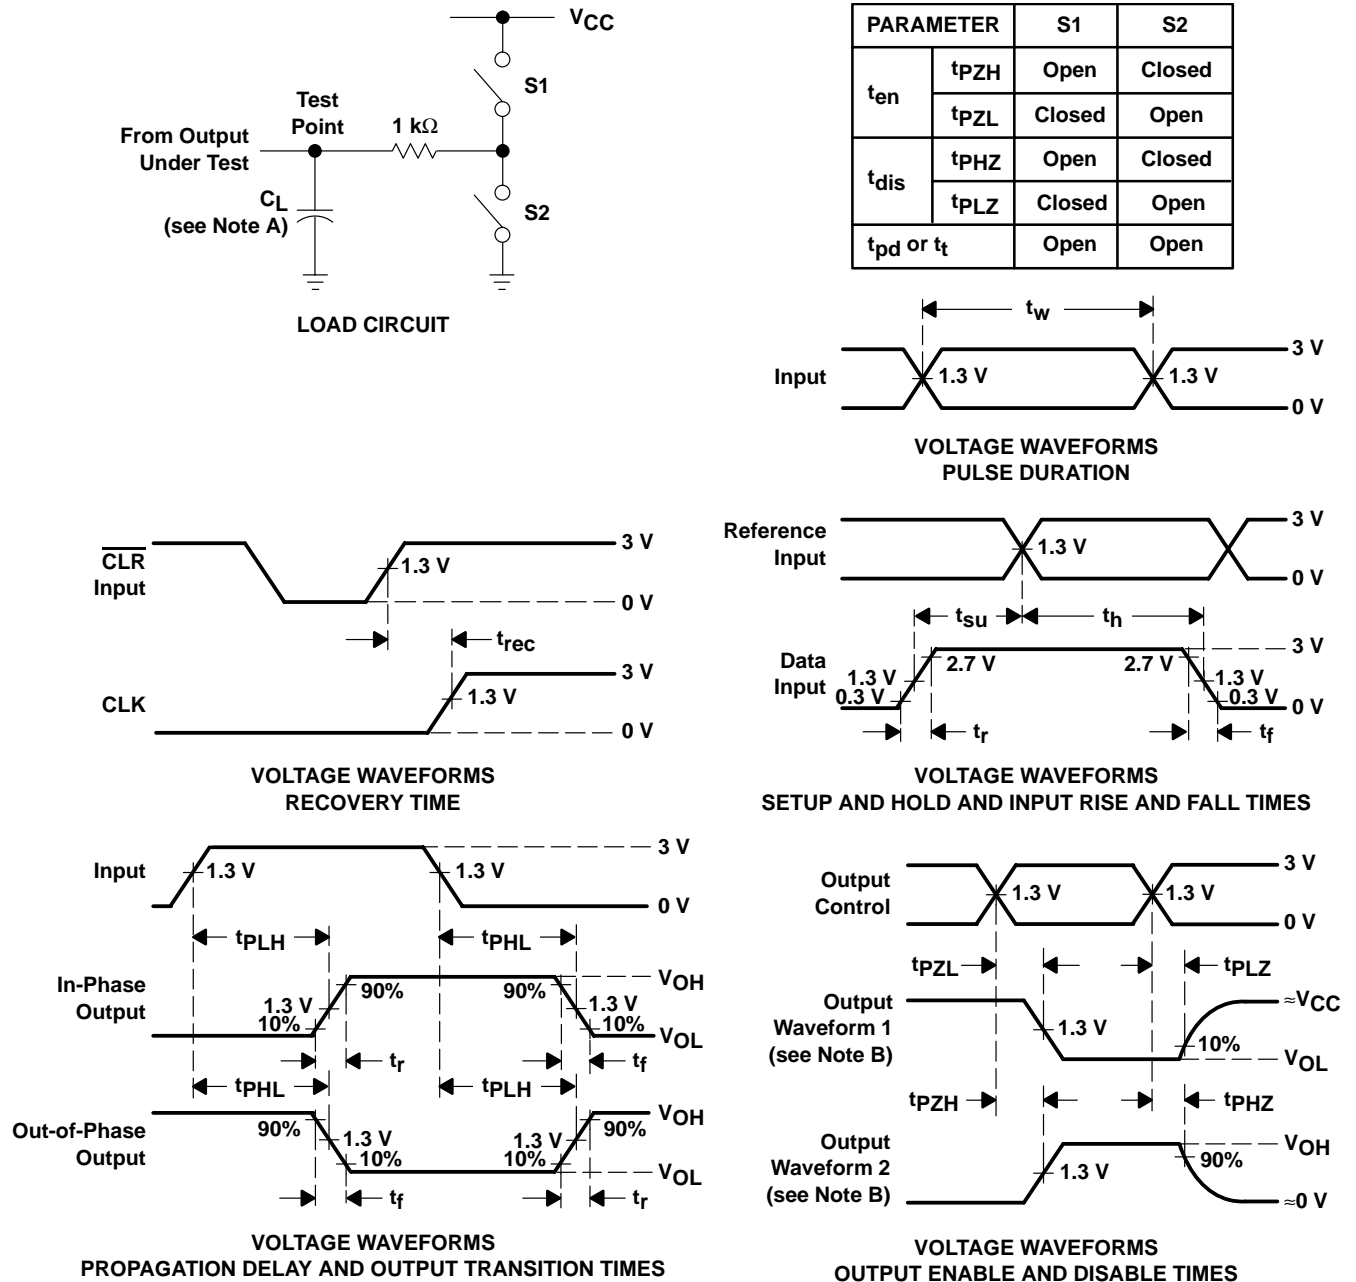 VCC
S1
Test
Point
1 kΩ
From Output
Under Test
CL
(see Note A)
S2
LOAD CIRCUIT
PARAMETER S1 S2
ten tPZH Open Closed
tPZL Closed Open
tdis tPHZ Open Closed
tPLZ Closed Open
tpd or tt Open Open
tw
Input
3 V
1.3 V
1.3 V
0 V
VOLTAGE WAVEFORMS
PULSE DURATION
CLR
Input
3 V
1.3 V
0 V
trec
CLK
3 V
1.3 V
0 V
VOLTAGE WAVEFORMS
RECOVERY TIME
Reference
Input
3 V
1.3 V
0 V
tsu
th
Data
Input
3 V
2.7 V
2.7 V
1.3 V
1.3 V
0.3 V
0.3 V
0 V
tr
tf
VOLTAGE WAVEFORMS
SETUP AND HOLD AND INPUT RISE AND FALL TIMES
Input
3 V
1.3 V
1.3 V
0 V
tPLH
tPHL
In-Phase
Output
VOH
90%
90%
1.3 V
1.3 V
10%
10%
VOL
tr
tf
tPHL
tPLH
Out-of-Phase
Output
VOH
90%
90%
1.3 V
1.3 V
10%
10%
VOL
tf
tr
VOLTAGE WAVEFORMS
PROPAGATION DELAY AND OUTPUT TRANSITION TIMES
Output
Control
3 V
1.3 V
1.3 V
0 V
tPZL
tPLZ
Output
Waveform 1
(see Note B)
≈VCC
1.3 V
10%
VOL
tPZH
tPHZ
Output
Waveform 2
(see Note B)
VOH
1.3 V
90%
≈0 V
VOLTAGE WAVEFORMS
OUTPUT ENABLE AND DISABLE TIMES